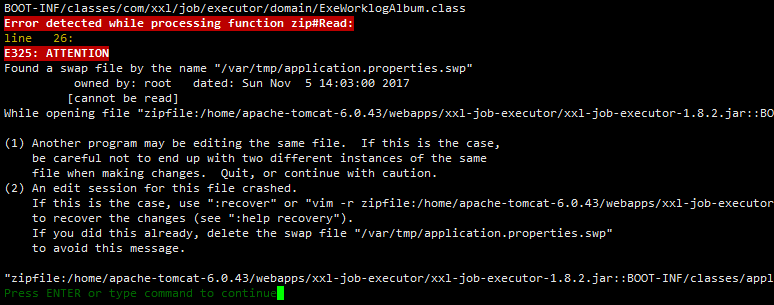 BOOT-INF/classes/com/xxl/job/executor/domain/ExeWorklogAlbum.class
Error detected while processing function zip#Read:
line   26:
E325: ATTENTION
Found a swap file by the name "/var/tmp/application.properties.swp"
          owned by: root   dated: Sun Nov  5 14:03:00 2017
         [cannot be read]
While opening file "zipfile:/home/apache-tomcat-6.0.43/webapps/xxl-job-executor/xxl-job-executor-1.8.2.jar::BO
(1) Another program may be editing the same file.  If this is the case,
    be careful not to end up with two different instances of the same
    file when making changes.  Quit, or continue with caution.
(2) An edit session for this file crashed.
    If this is the case, use ":recover" or "vim -r zipfile:/home/apache-tomcat-6.0.43/webapps/xxl-job-executor
    to recover the changes (see ":help recovery").
    If you did this already, delete the swap file "/var/tmp/application.properties.swp"
    to avoid this message.
"zipfile:/home/apache-tomcat-6.0.43/webapps/xxl-job-executor/xxl-job-executor-1.8.2.jar::BOOT-INF/classes/appl
Press ENTER or type command to continue